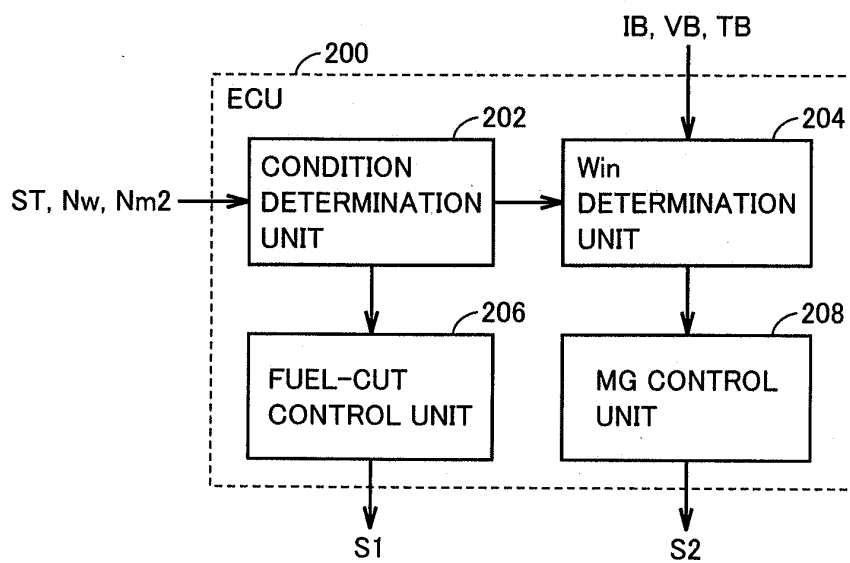 IB, VB, TB
200
ECU
202
204
CONDITION
DETERMINATION
UNIT
Win
DETERMINATION
UNIT
ST, Nw, Nm2
206
208
FUEL-CUT
CONTROL UNIT
MG CONTROL
UNIT
S1
S2